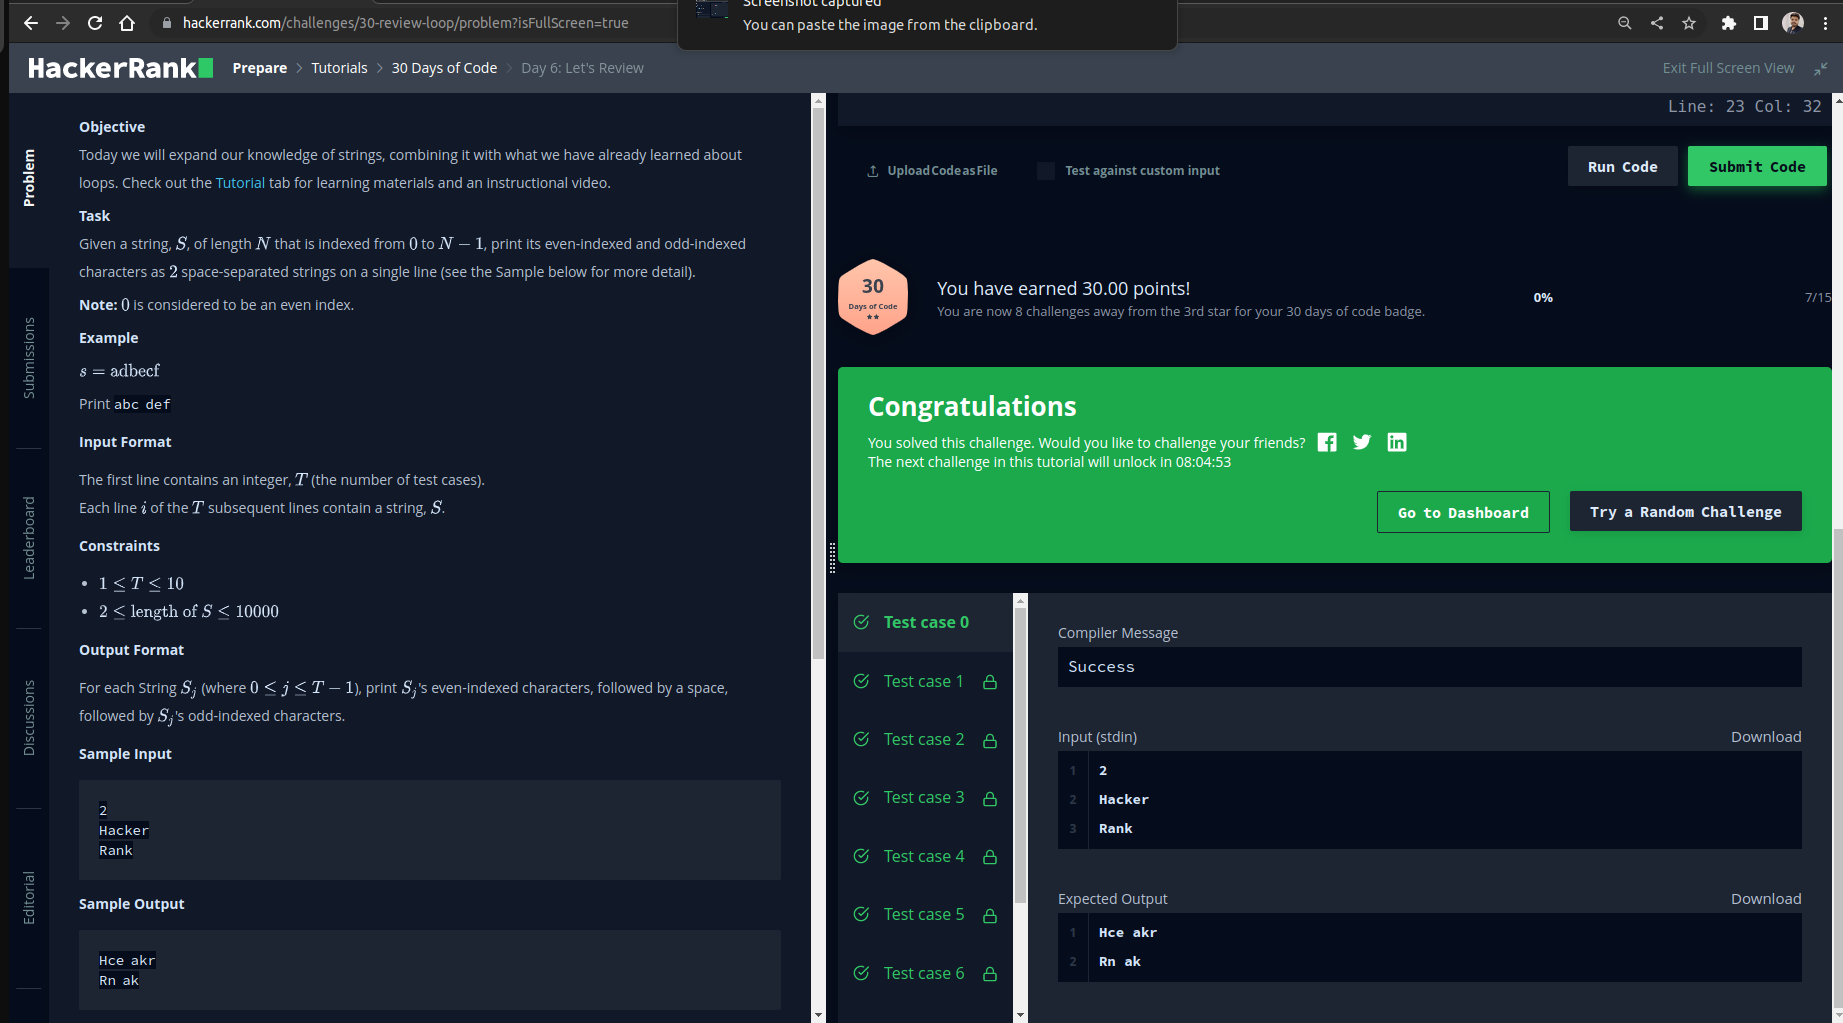 Screenshot captured
You can paste the image from the clipboard.
hackerrank.com/challenges/30-review-loop/problem?isFullScreen=true
HackerRank
Prepare > Tutorials > 30 Days of Code > Day 6: Let's Review
Exit Full Screen View
Problem
Submissions
Leaderboard
Discussions
Editorial
Objective
Today we will expand our knowledge of strings, combining it with what we have already learned about
loops. Check out the Tutorial tab for learning materials and an instructional video.
Task
Given a string, S, of length N that is indexed from 0 to N − 1, print its even-indexed and odd-indexed
characters as 2 space-separated strings on a single line (see the Sample below for more detail).
Note: 0 is considered to be an even index.
Example
s = adbecf
Print abc def
Input Format
The first line contains an integer, T (the number of test cases).
Each line i of the T subsequent lines contain a string, S.
Constraints
• 1 ≤ T ≤ 10
• 2 ≤ length of S ≤ 10000
Output Format
For each String Sj (where 0 ≤ j ≤ T − 1), print Sj's even-indexed characters, followed by a space,
followed by Sj's odd-indexed characters.
Sample Input
2
Hacker
Rank
Sample Output
Hce akr
Rn ak
Line: 23 Col: 32
Upload Code as File
Test against custom input
Run Code
Submit Code
30
Days of Code
You have earned 30.00 points!
You are now 8 challenges away from the 3rd star for your 30 days of code badge.
0%
7/15
Congratulations
You solved this challenge. Would you like to challenge your friends?
The next challenge in this tutorial will unlock in 08:04:53
Go to Dashboard
Try a Random Challenge
Test case 0
Test case 1
Test case 2
Test case 3
Test case 4
Test case 5
Test case 6
Compiler Message
Success
Input (stdin)
Download
1 2
2 Hacker
3 Rank
Expected Output
Download
1 Hce akr
2 Rn ak